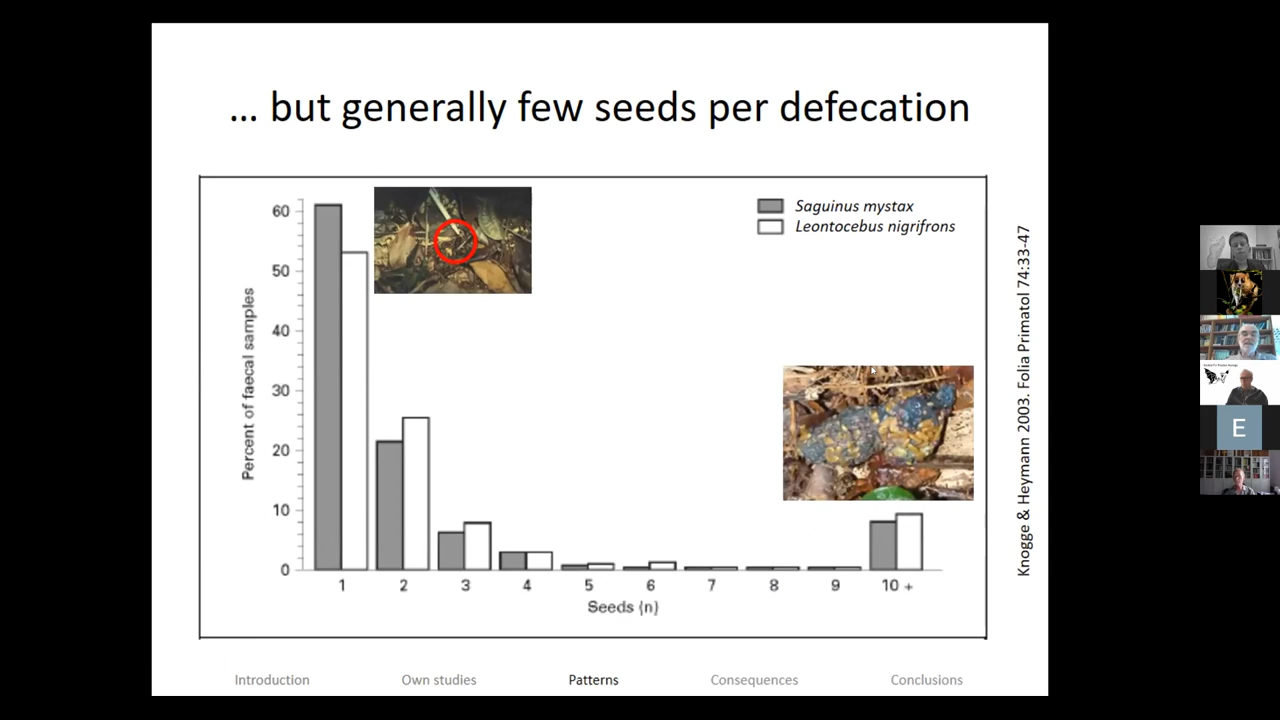 ... but generally few seeds per defecation
Saguinus mystax
Leontocebus nigrifrons
Percent of faecal samples
60
50
40
30
20
10
0
1 2 3 4 5 6 7 8 9 10 +
Seeds (n)
Knogge & Heymann 2003. Folia Primatol 74:33-47
E
Introduction Own studies Patterns Consequences Conclusions